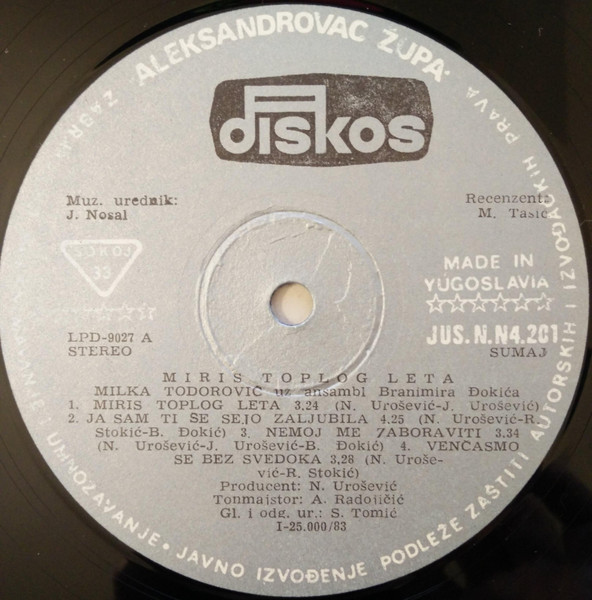 ALEKSANDROVAC ŽUPA
diskos
Muz. urednik:
J. Nosal
Recenzent:
M. Tasić
SOKOJ
33
MADE IN
YUGOSLAVIA
JUS.N.N4.201
LPD-9027 A
STEREO
SUMAJ
MIRIS TOPLOG LETA
MILKA TODOROVIĆ uz ansambl Branimira Đokića
1. MIRIS TOPLOG LETA 3,24 (N. Urošević-J. Urošević)
2. JA SAM TI SE SEJO ZALJUBILA 4.25 (N. Urošević-R.
Stokić-B. Đokić) 3. NEMOJ ME ZABORAVITI 3,34
(N. Urošević-J. Urošević-B. Đokić) 4. VENČASMO
SE BEZ SVEDOKA 3,28 (N. Uroše-
vić-R. Stokić)
Producent: N. Urošević
Tonmajstor: A. Radojičić
Gl. i odg. ur.: S. Tomić
I-25.000/83
UMNOŽAVANJE • JAVNO IZVOĐENJE PODLEŽE ZAŠTITI AUTORSKIH I IZVOĐAČKIH PRAVA